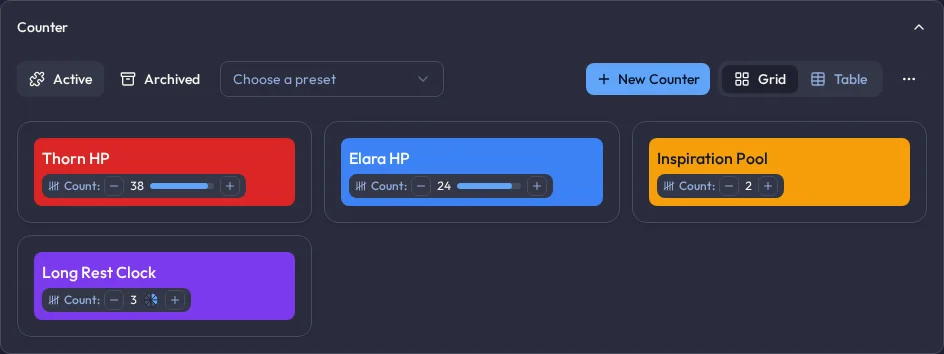 Counter
Active Archived Choose a preset New Counter Grid Table
Thorn HP
Count: 38
Elara HP
Count: 24
Inspiration Pool
Count: 2
Long Rest Clock
Count: 3